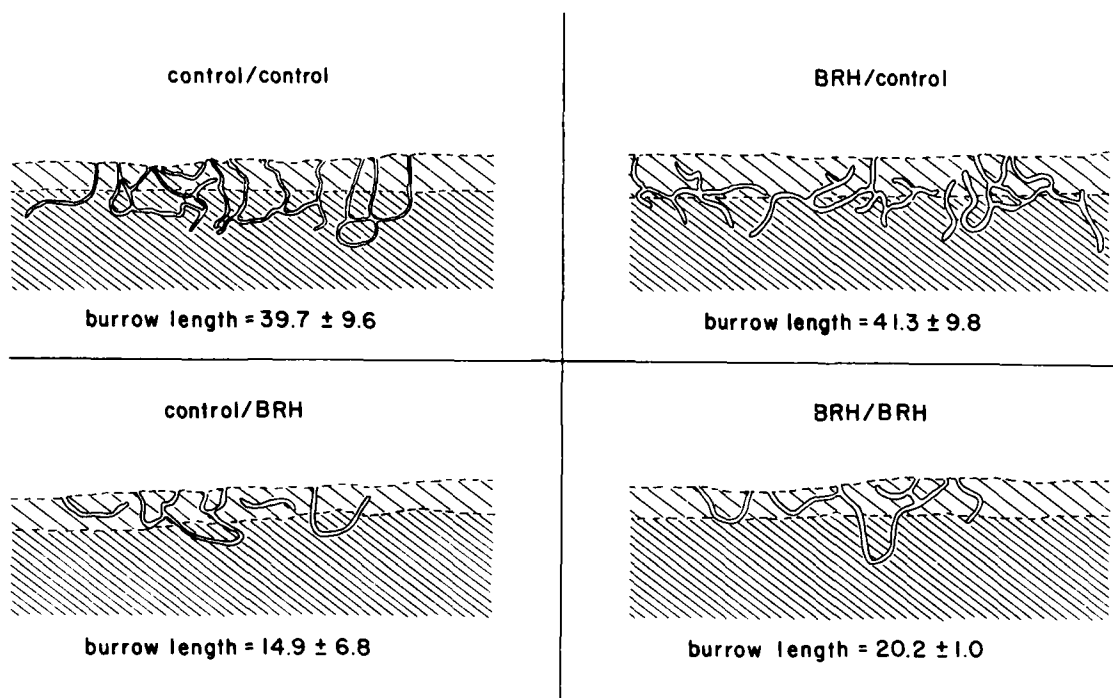 control/control
BRH/control
burrow length = 39.7 ± 9.6
burrow length = 41.3 ± 9.8
control/BRH
BRH/BRH
burrow length = 14.9 ± 6.8
burrow length = 20.2 ± 1.0